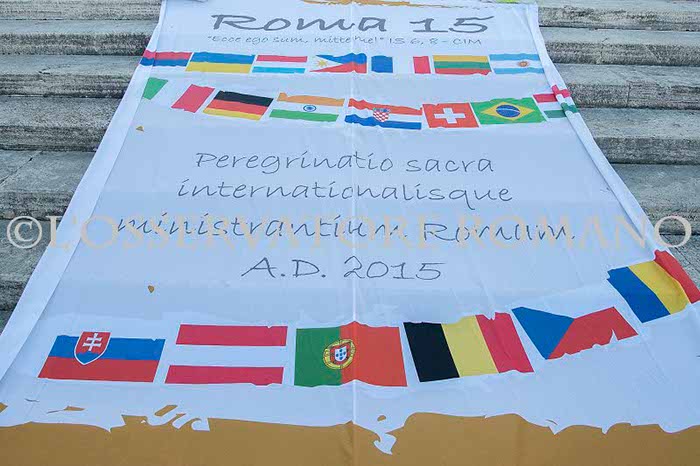 Roma 15
"Ecce ego sum, mitte me!" IS 6, 8 - CIM
Peregrinatio sacra
internationalisque
ministrantium Romam
A.D. 2015
© L'OSSERVATORE ROMANO